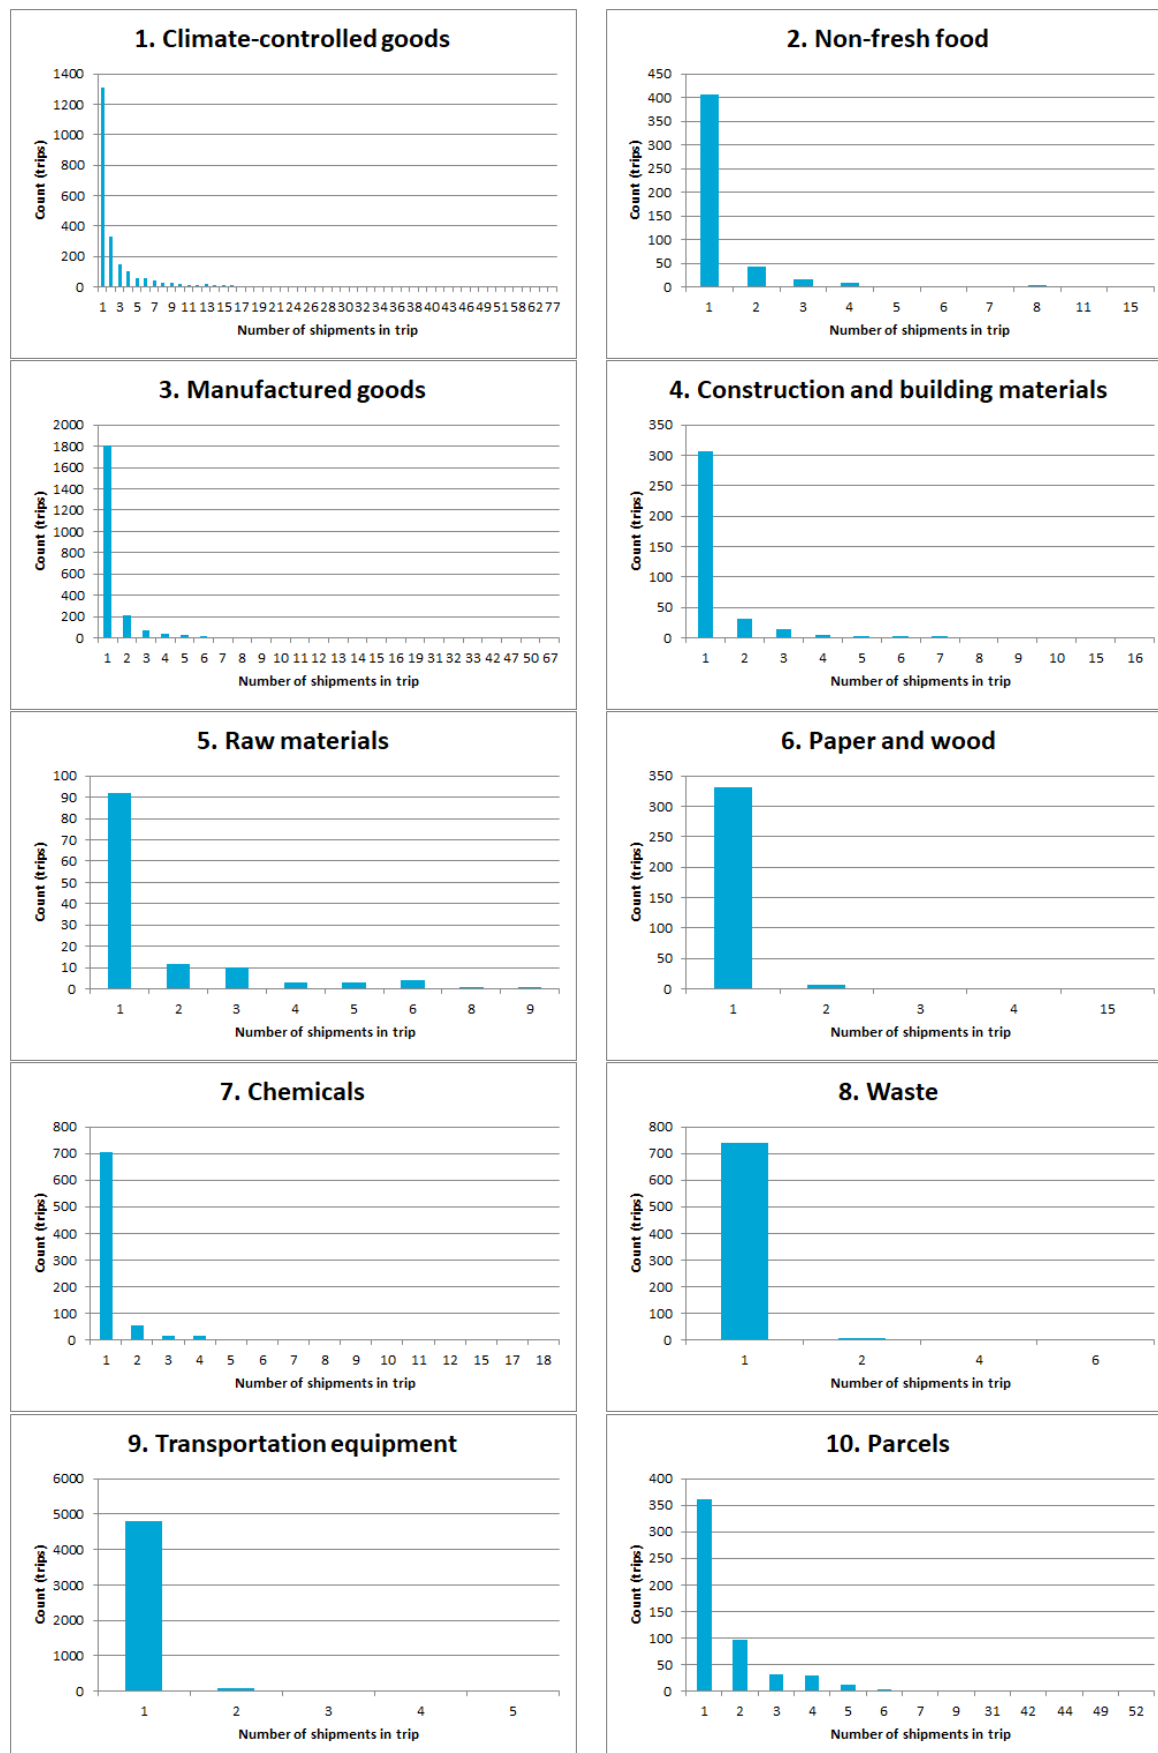 1. Climate-controlled goods
1400
1200
1000
800
600
400
200
0
Count (trips)
1 3 5 7 9 11 13 15 17 19 21 24 26 28 30 32 34 36 38 40 43 46 49 51 58 62 77
Number of shipments in trip
2. Non-fresh food
450
400
350
300
250
200
150
100
50
0
Count (trips)
1 2 3 4 5 6 7 8 11 15
Number of shipments in trip
3. Manufactured goods
2000
1800
1600
1400
1200
1000
800
600
400
200
0
Count (trips)
1 2 3 4 5 6 7 8 9 10 11 12 13 14 15 16 19 31 32 33 42 47 50 67
Number of shipments in trip
4. Construction and building materials
350
300
250
200
150
100
50
0
Count (trips)
1 2 3 4 5 6 7 8 9 10 15 16
Number of shipments in trip
5. Raw materials
100
90
80
70
60
50
40
30
20
10
0
Count (trips)
1 2 3 4 5 6 8 9
Number of shipments in trip
6. Paper and wood
350
300
250
200
150
100
50
0
Count (trips)
1 2 3 4 15
Number of shipments in trip
7. Chemicals
800
700
600
500
400
300
200
100
0
Count (trips)
1 2 3 4 5 6 7 8 9 10 11 12 15 17 18
Number of shipments in trip
8. Waste
800
700
600
500
400
300
200
100
0
Count (trips)
1 2 4 6
Number of shipments in trip
9. Transportation equipment
6000
5000
4000
3000
2000
1000
0
Count (trips)
1 2 3 4 5
Number of shipments in trip
10. Parcels
400
350
300
250
200
150
100
50
0
Count (trips)
1 2 3 4 5 6 7 9 31 42 44 49 52
Number of shipments in trip